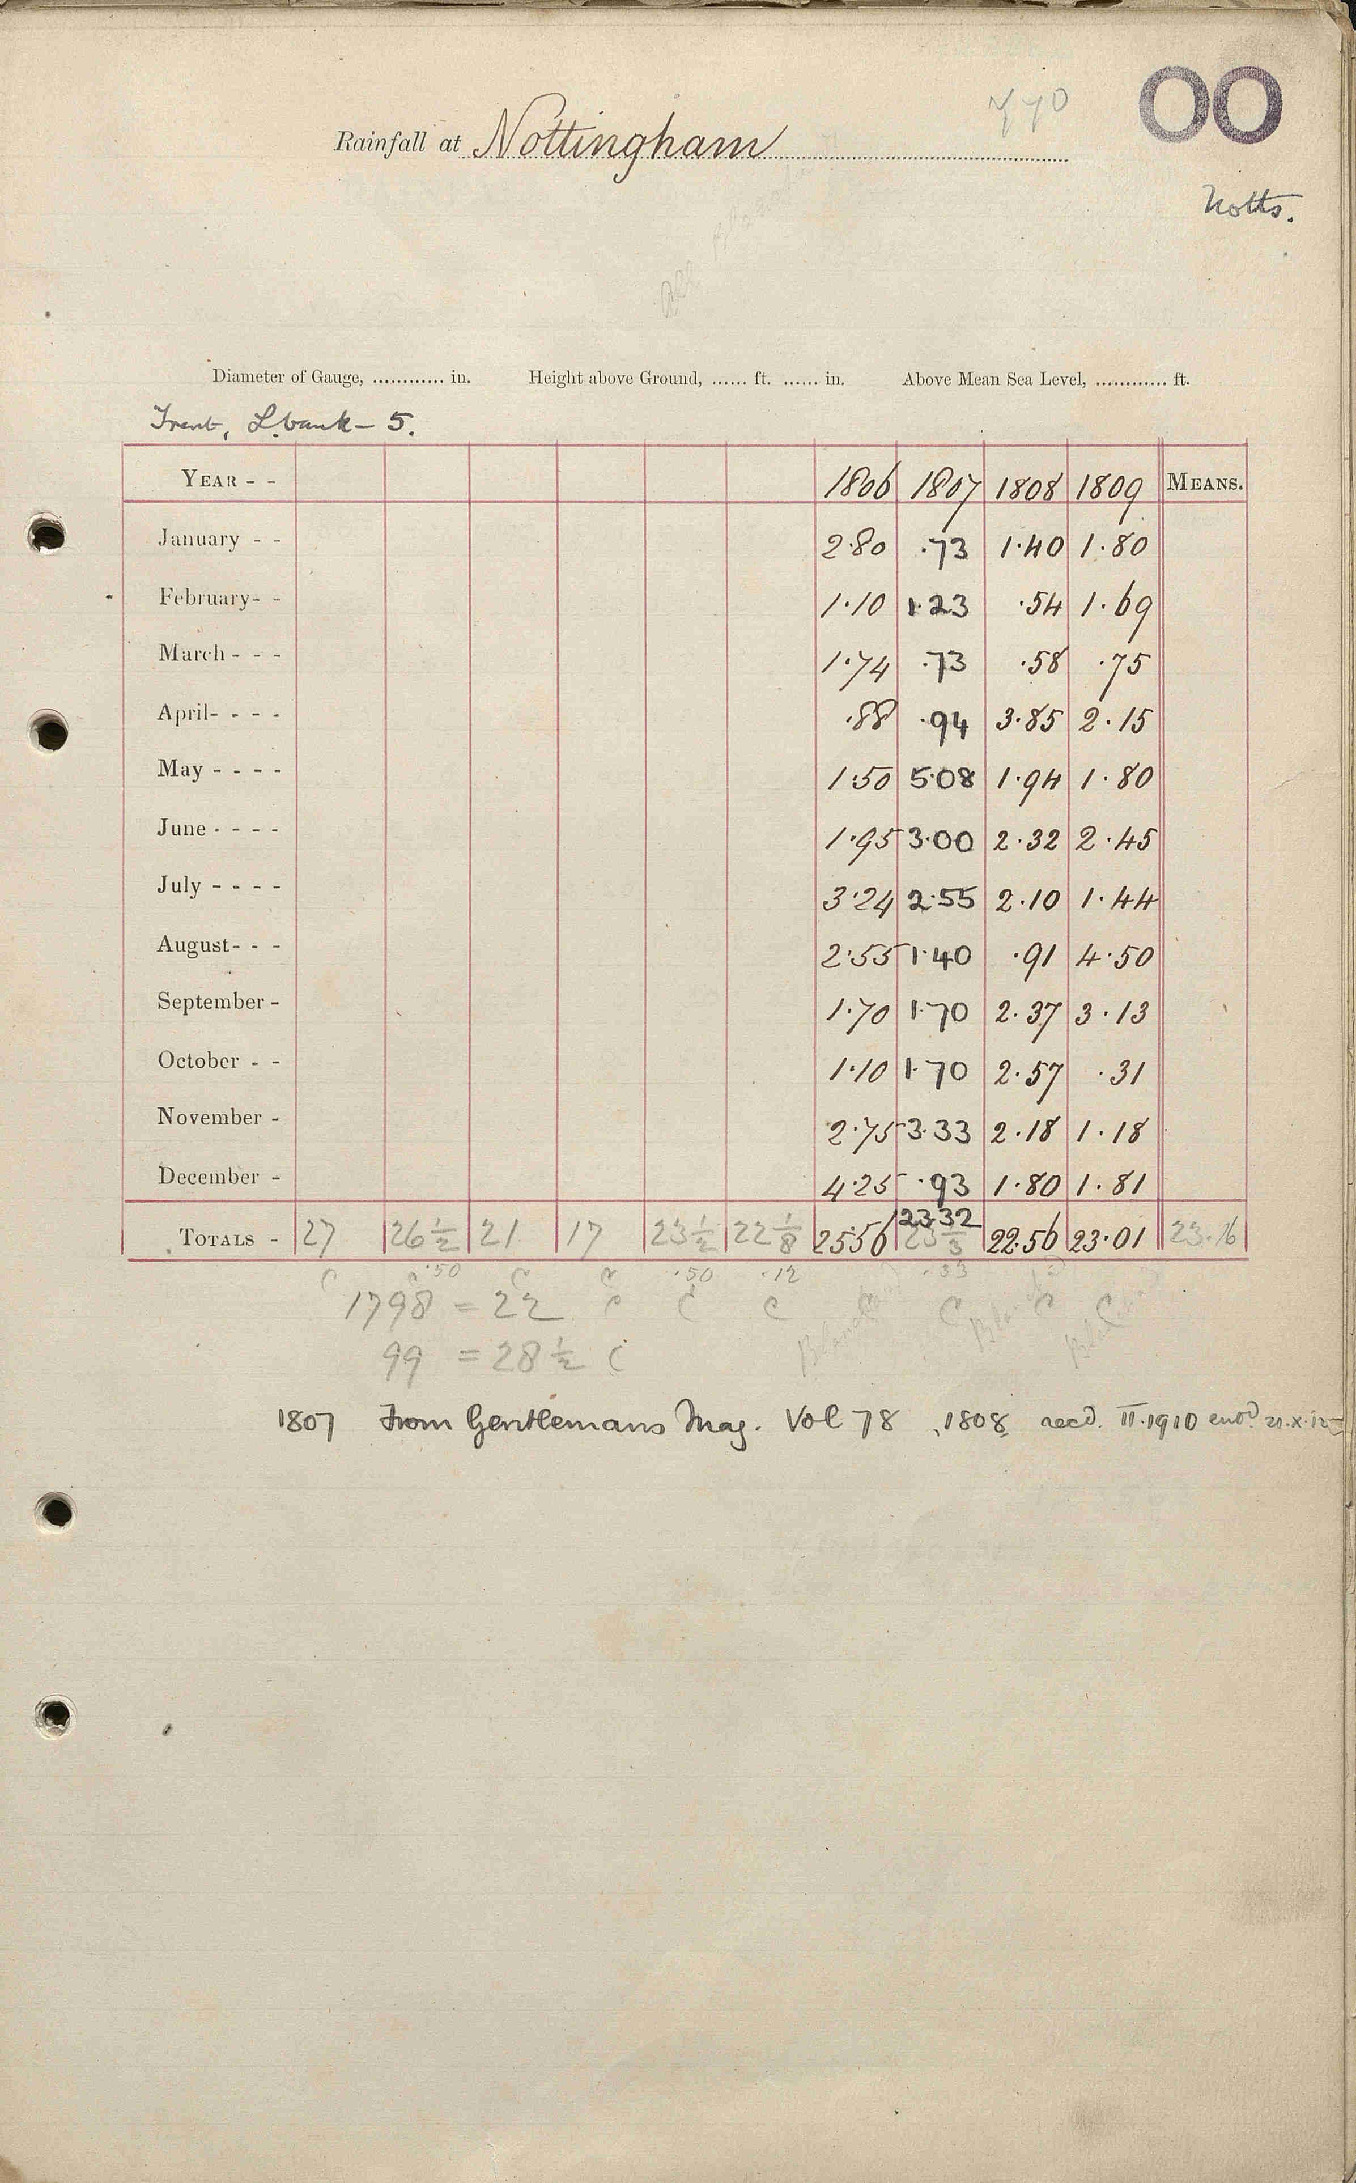 OO
Rainfall at Nottingham
Notts.
Diameter of Gauge, ............ in. Height above Ground, ...... ft. ...... in. Above Mean Sea Level, ............ ft.
Trent, L. bank - 5.
YEAR - - 1806 1807 1808 1809 MEANS.
January - - 2.80 .73 1.40 1.80
February- - 1.10 1.23 .54 1.69
March - - - 1.74 .73 .58 .75
April- - - - .88 .94 3.85 2.15
May - - - - 1.50 5.08 1.94 1.80
June - - - - 1.95 3.00 2.32 2.45
July - - - - 3.24 2.55 2.10 1.44
August- - - 2.55 1.40 .91 4.50
September - 1.70 1.70 2.37 3.13
October - - 1.10 1.70 2.57 .31
November - 2.75 3.33 2.18 1.18
December - 4.25 .93 1.80 1.81
23.32
TOTALS - 27 26 1/2 21 17 23 1/2 22 1/8 25.56 23 1/3 22.56 23.01 23.16
c c .50 c c .50 .12 .33
1798 = 22 c c c c c c c
99 = 28 1/2 c
1807 From Gentlemans Mag. Vol 78, 1808, recd. II.1910 entd.